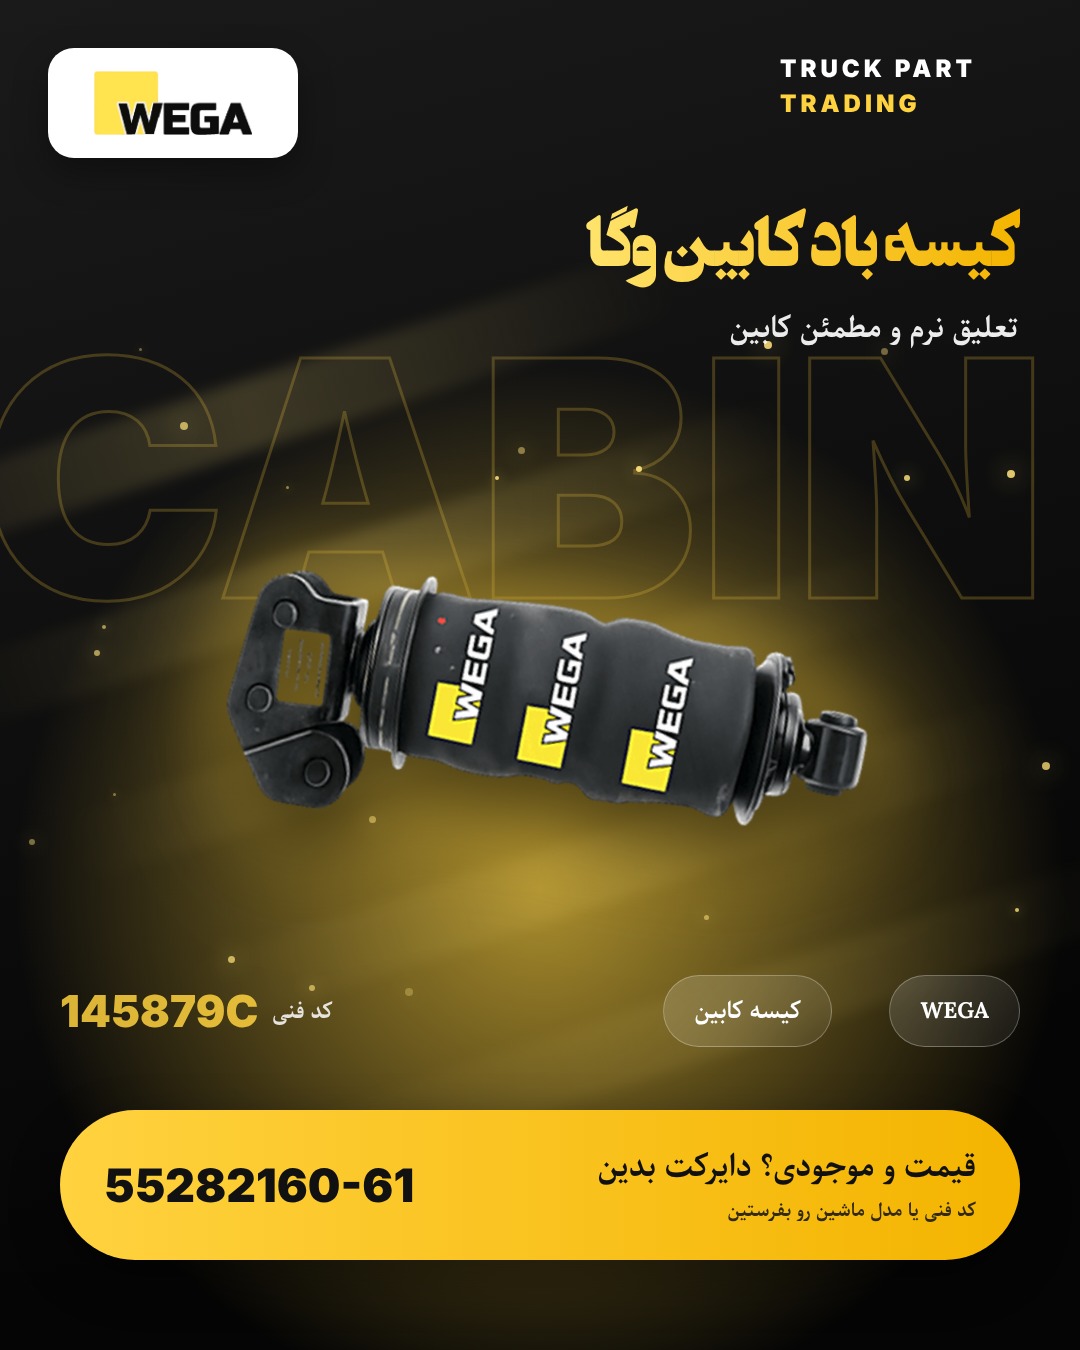 WEGA
TRUCK PART
TRADING
کیسه باد کابین وگا
تعلیق نرم و مطمئن کابین
CABIN
WEGA
WEGA
WEGA
WEGA
کیسه کابین
کد فنی 145879C
قیمت و موجودی؟ دایرکت بدین
کد فنی یا مدل ماشین رو بفرستین
55282160-61